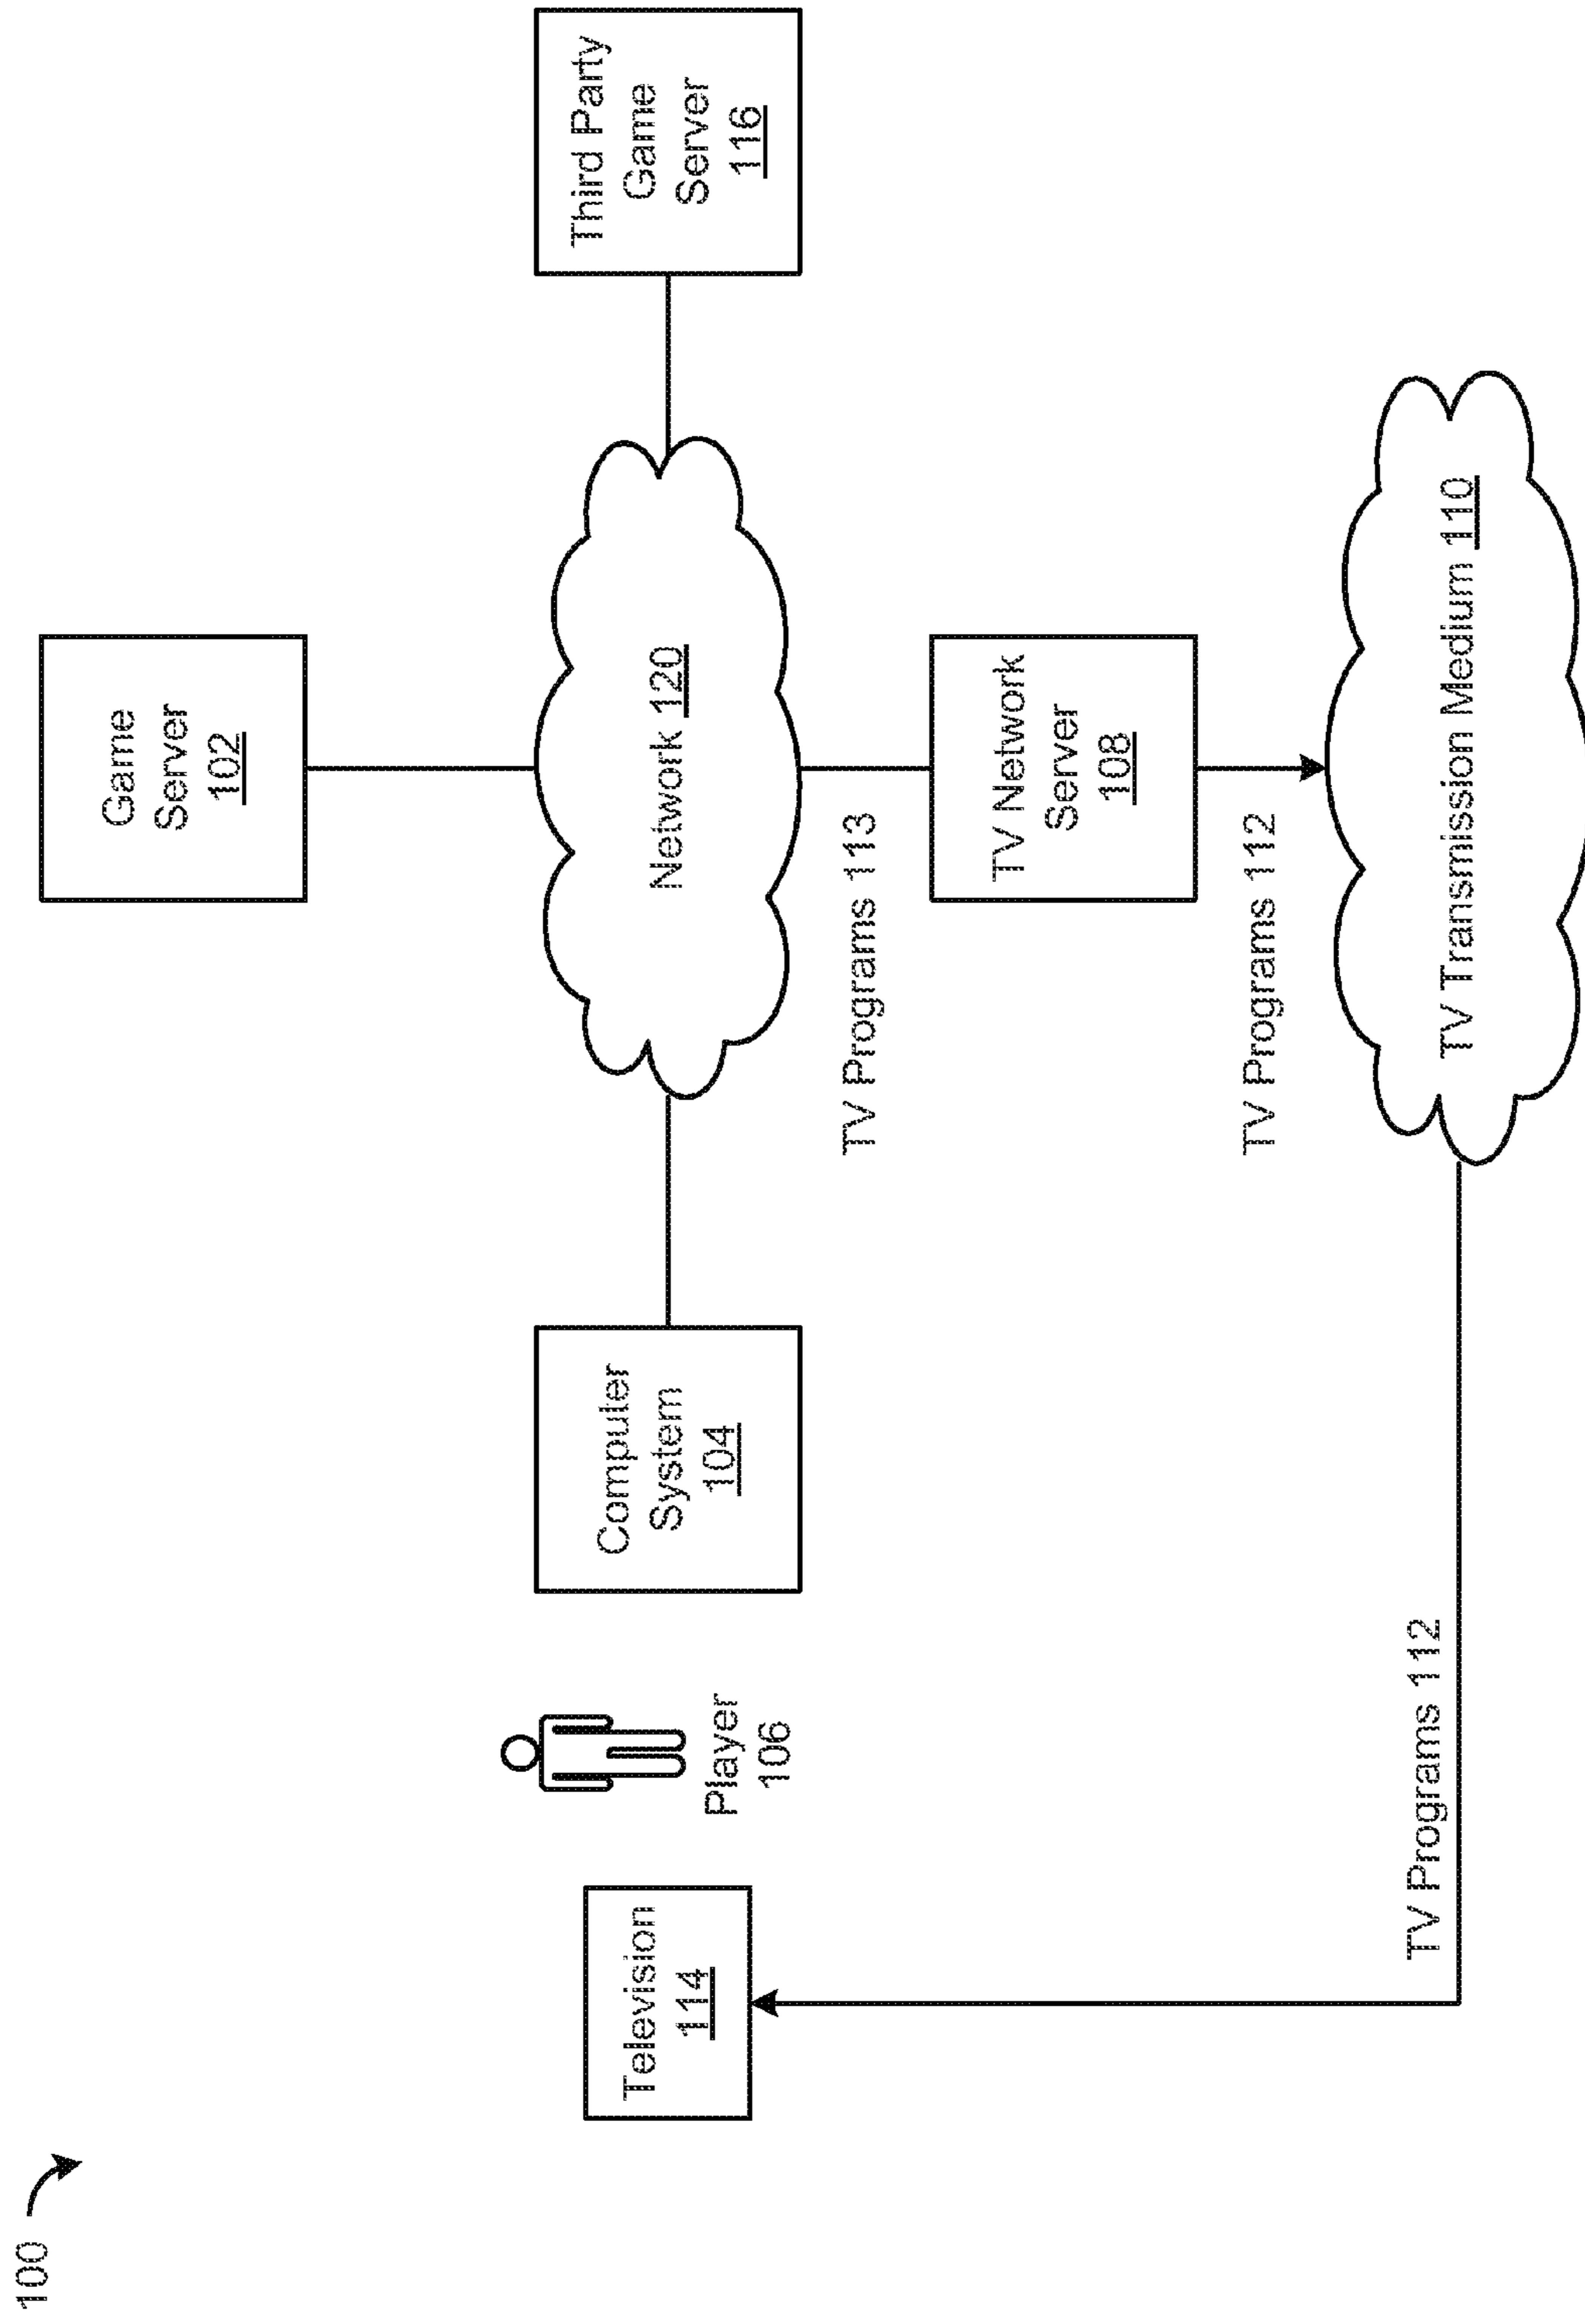 100
Game
Server
102
Third Party
Game
Server
116
Network 120
Computer
System
104
Player
106
Television
114
TV Programs 113
TV Network
Server
108
TV Programs 112
TV Transmission Medium 110
TV Programs 112